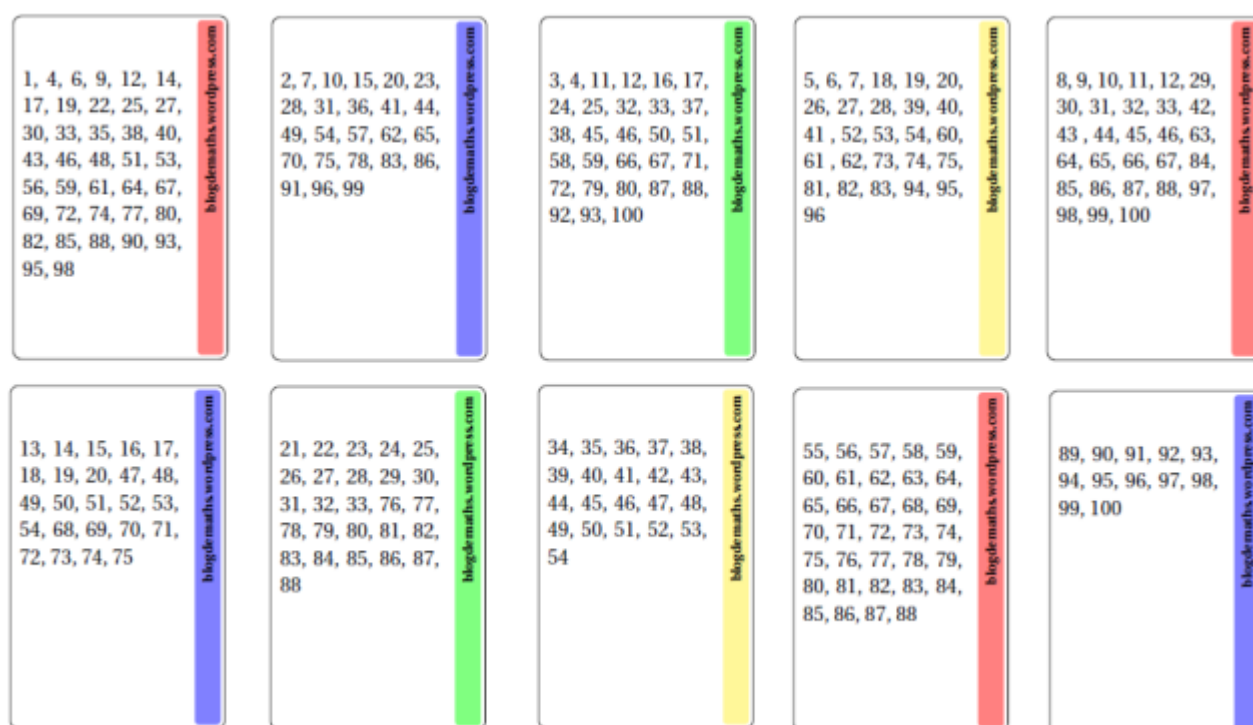 1, 4, 6, 9, 12, 14,
17, 19, 22, 25, 27,
30, 33, 35, 38, 40,
43, 46, 48, 51, 53,
56, 59, 61, 64, 67,
69, 72, 74, 77, 80,
82, 85, 88, 90, 93,
95, 98
blogdemaths.wordpress.com
2, 7, 10, 15, 20, 23,
28, 31, 36, 41, 44,
49, 54, 57, 62, 65,
70, 75, 78, 83, 86,
91, 96, 99
blogdemaths.wordpress.com
3, 4, 11, 12, 16, 17,
24, 25, 32, 33, 37,
38, 45, 46, 50, 51,
58, 59, 66, 67, 71,
72, 79, 80, 87, 88,
92, 93, 100
blogdemaths.wordpress.com
5, 6, 7, 18, 19, 20,
26, 27, 28, 39, 40,
41 , 52, 53, 54, 60,
61 , 62, 73, 74, 75,
81, 82, 83, 94, 95,
96
blogdemaths.wordpress.com
8, 9, 10, 11, 12, 29,
30, 31, 32, 33, 42,
43 , 44, 45, 46, 63,
64, 65, 66, 67, 84,
85, 86, 87, 88, 97,
98, 99, 100
blogdemaths.wordpress.com
13, 14, 15, 16, 17,
18, 19, 20, 47, 48,
49, 50, 51, 52, 53,
54, 68, 69, 70, 71,
72, 73, 74, 75
blogdemaths.wordpress.com
21, 22, 23, 24, 25,
26, 27, 28, 29, 30,
31, 32, 33, 76, 77,
78, 79, 80, 81, 82,
83, 84, 85, 86, 87,
88
blogdemaths.wordpress.com
34, 35, 36, 37, 38,
39, 40, 41, 42, 43,
44, 45, 46, 47, 48,
49, 50, 51, 52, 53,
54
blogdemaths.wordpress.com
55, 56, 57, 58, 59,
60, 61, 62, 63, 64,
65, 66, 67, 68, 69,
70, 71, 72, 73, 74,
75, 76, 77, 78, 79,
80, 81, 82, 83, 84,
85, 86, 87, 88
blogdemaths.wordpress.com
89, 90, 91, 92, 93,
94, 95, 96, 97, 98,
99, 100
blogdemaths.wordpress.com